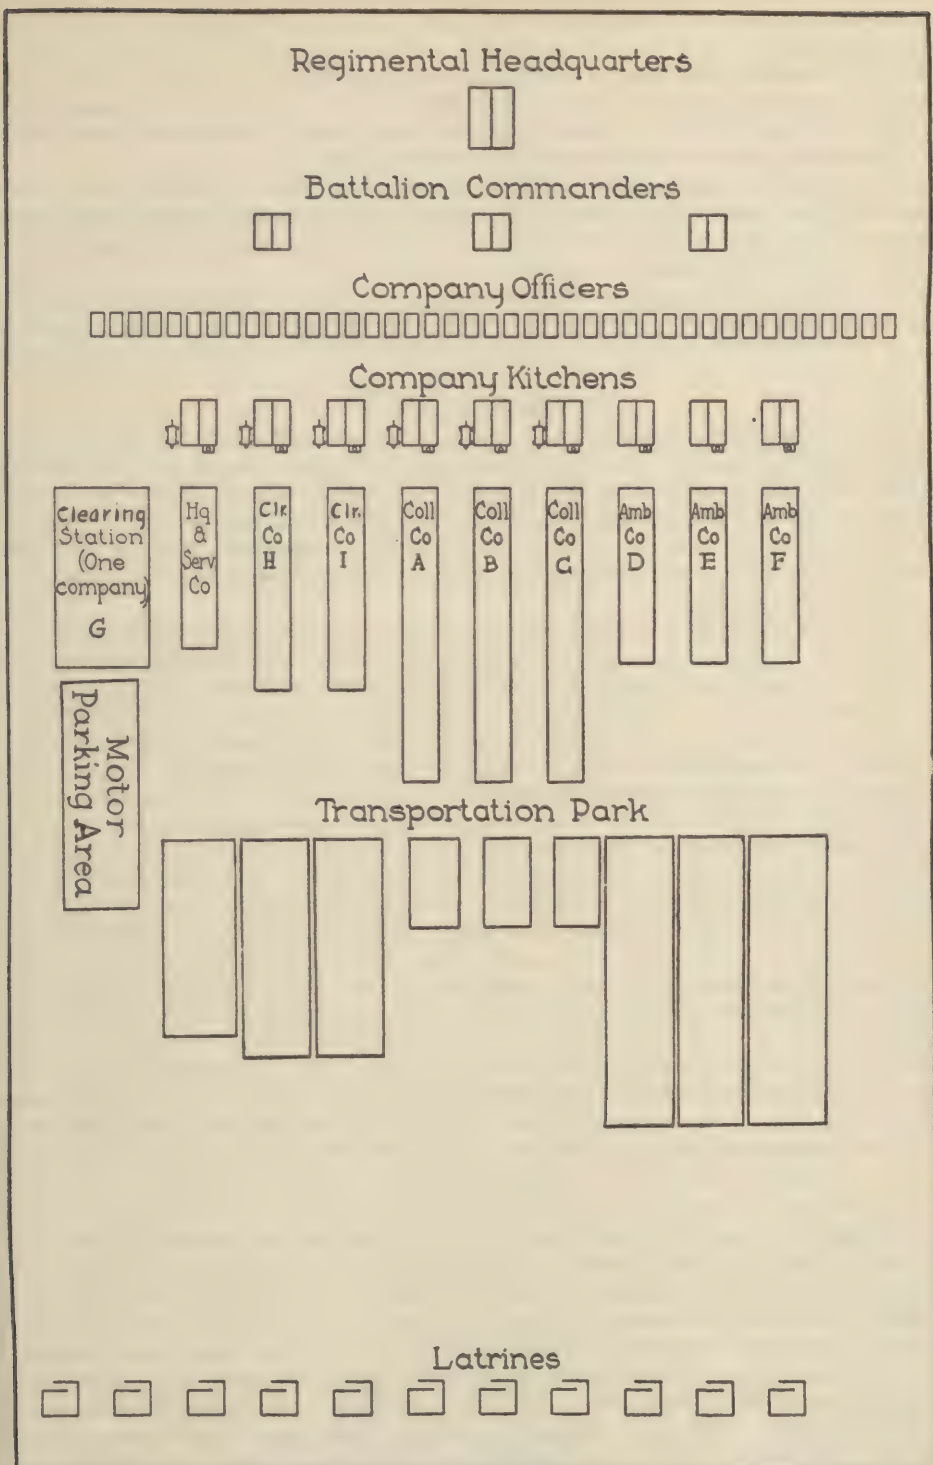 Regimental Headquarters
Battalion Commanders
Company Officers
Company Kitchens
Clearing
Station
(One
company)
G
Hq
&
Serv
Co
Clr.
Co
H
Clr.
Co
I
Coll
Co
A
Coll
Co
B
Coll
Co
C
Amb
Co
D
Amb
Co
E
Amb
Co
F
Motor
Parking Area
Transportation Park
Latrines